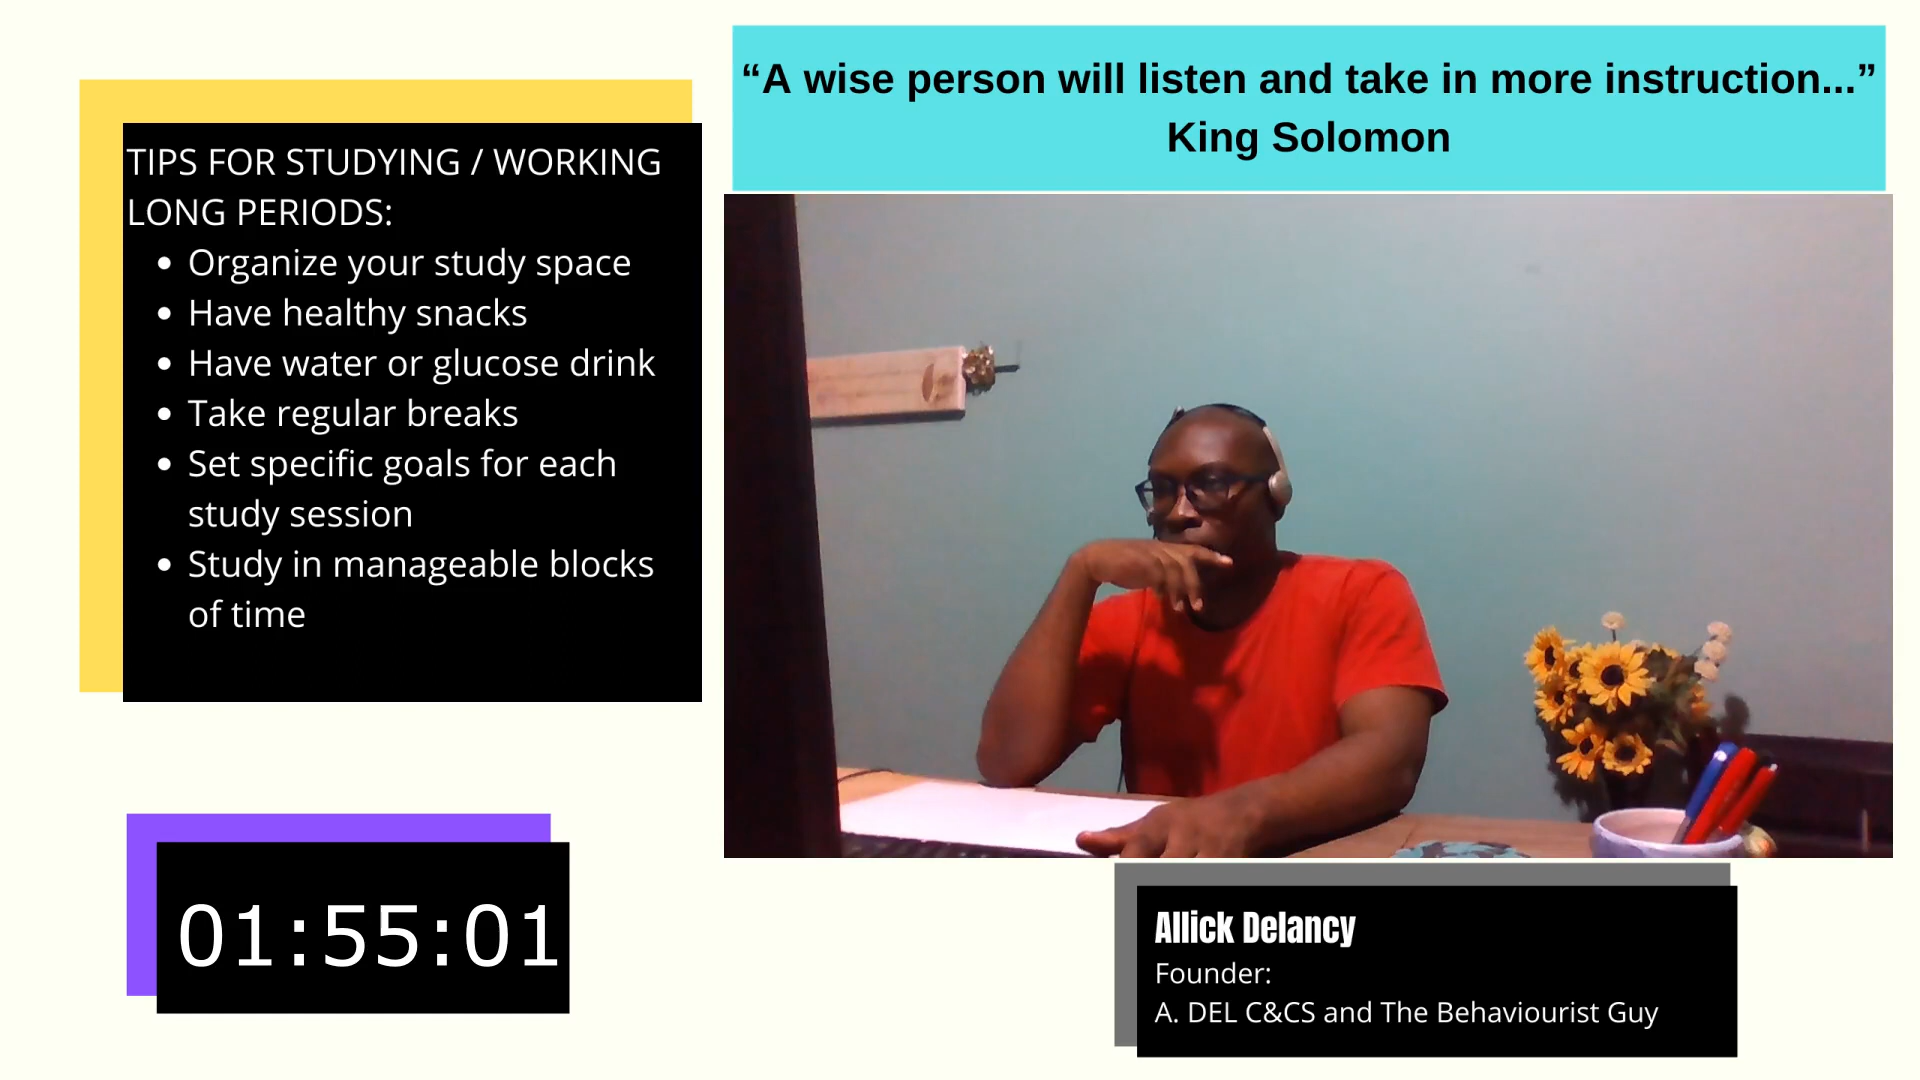 “A wise person will listen and take in more instruction...”
King Solomon
TIPS FOR STUDYING / WORKING
LONG PERIODS:
• Organize your study space
• Have healthy snacks
• Have water or glucose drink
• Take regular breaks
• Set specific goals for each
study session
• Study in manageable blocks
of time
01:55:01
Allick Delancy
Founder:
A. DEL C&CS and The Behaviourist Guy